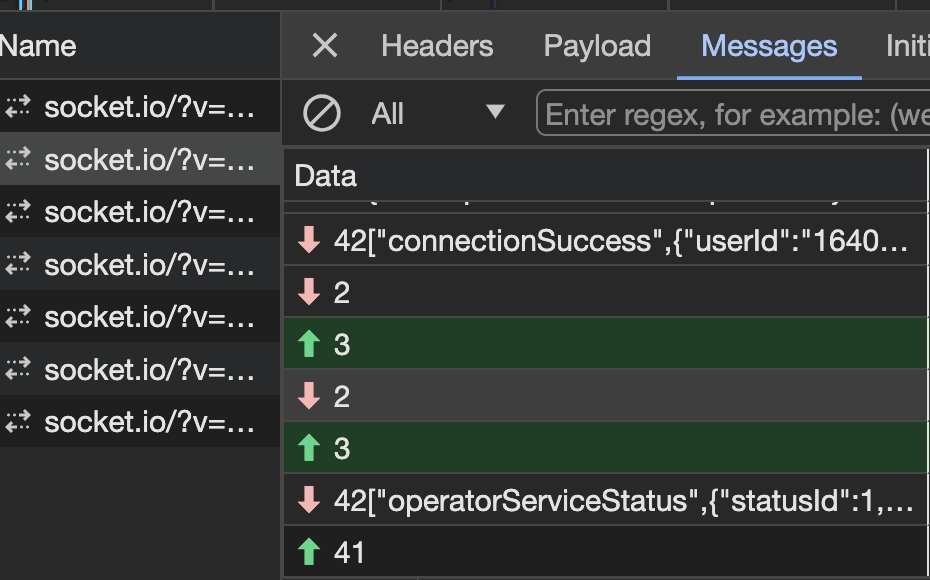 Name
Headers Payload Messages Initi
All Enter regex, for example: (we
Data
socket.io/?v=...
socket.io/?v=...
socket.io/?v=...
socket.io/?v=...
socket.io/?v=...
socket.io/?v=...
socket.io/?v=...
42["connectionSuccess",{"userId":"1640...
2
3
2
3
42["operatorServiceStatus",{"statusId":1,...
41